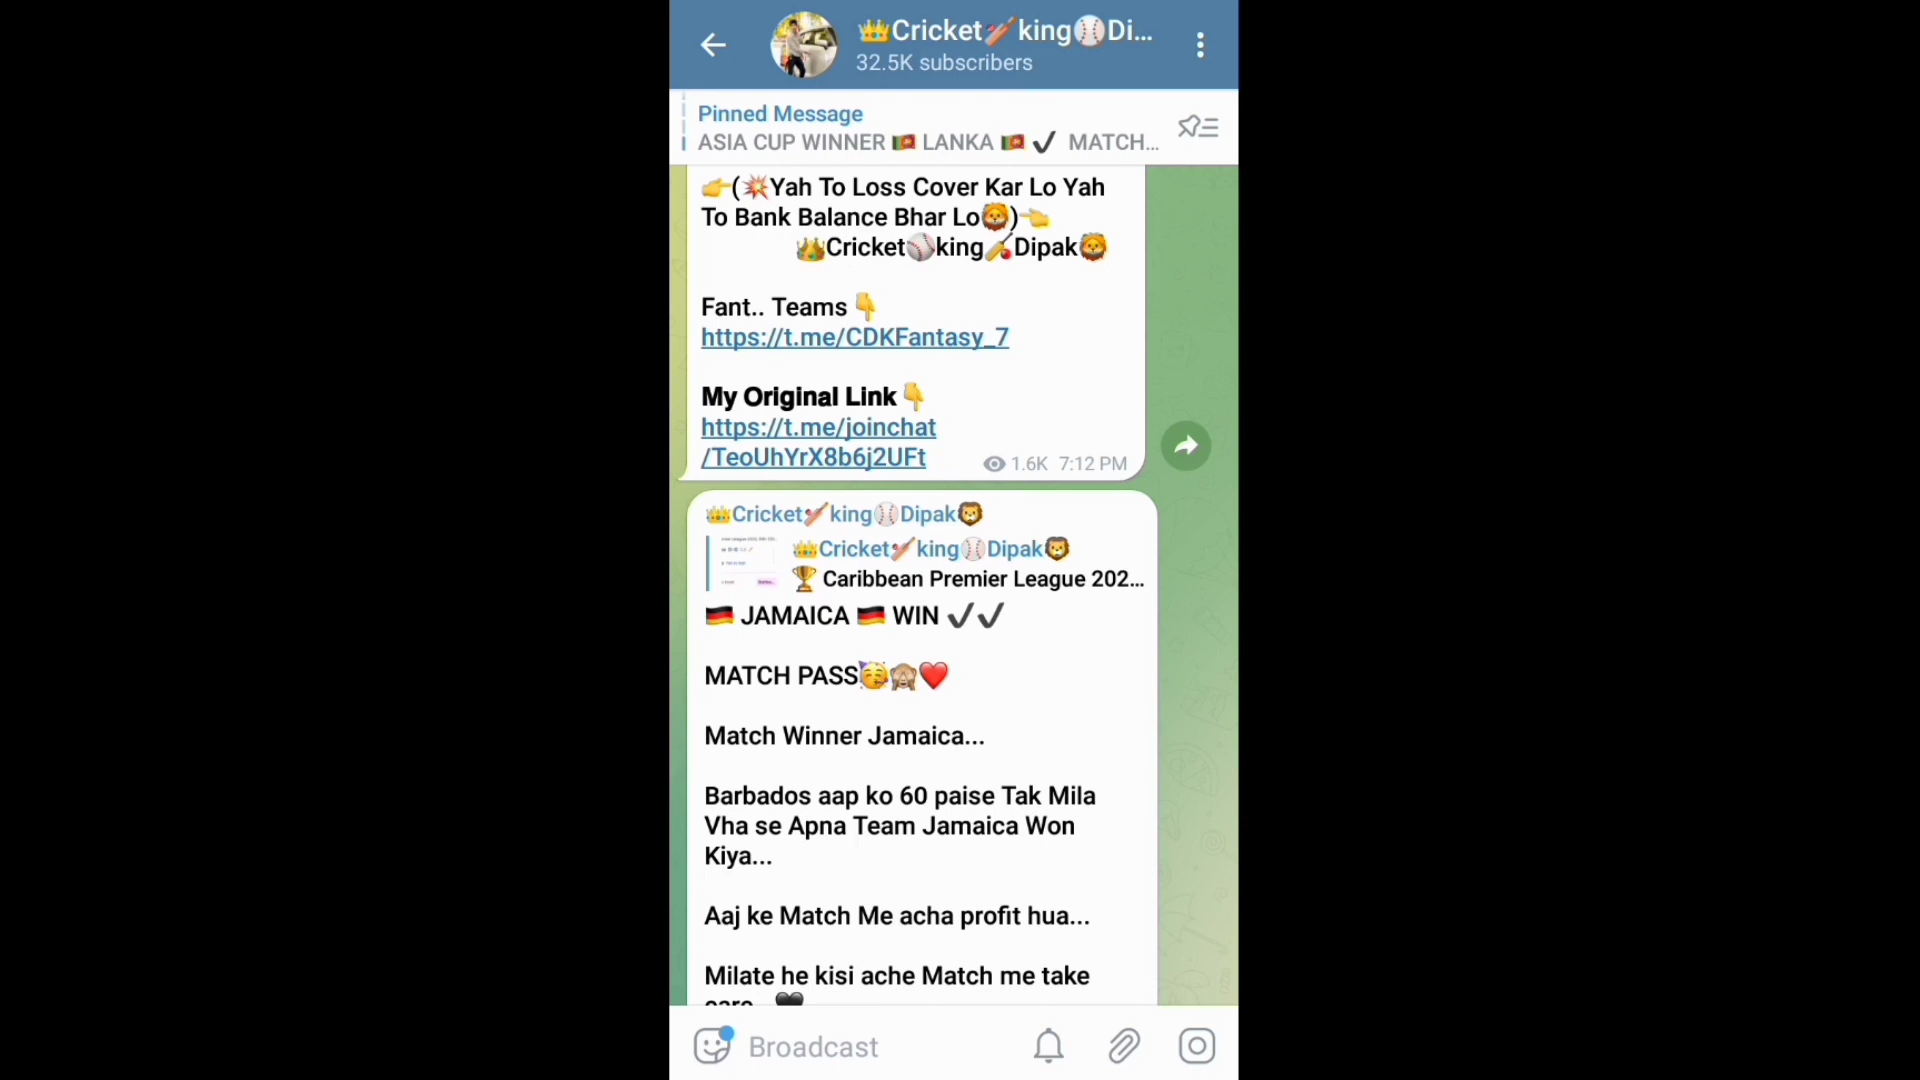 👑Cricket🏏king⚾Di...
32.5K subscribers
Pinned Message
ASIA CUP WINNER 🇱🇰 LANKA 🇱🇰 ✔️ MATCH...
👉(💥Yah To Loss Cover Kar Lo Yah
To Bank Balance Bhar Lo🦁)👈
👑Cricket⚾king🏏Dipak🦁
Fant.. Teams 👇
https://t.me/CDKFantasy_7
My Original Link👇
https://t.me/joinchat
/TeoUhYrX8b6j2UFt
1.6K 7:12 PM
👑Cricket🏏king⚾Dipak🦁
👑Cricket🏏king⚾Dipak🦁
🏆 Caribbean Premier League 202...
🇩🇪 JAMAICA 🇩🇪 WIN ✔️✔️
MATCH PASS🥳🙈❤️
Match Winner Jamaica...
Barbados aap ko 60 paise Tak Mila
Vha se Apna Team Jamaica Won
Kiya...
Aaj ke Match Me acha profit hua...
Milate he kisi ache Match me take
care...🖤
Broadcast